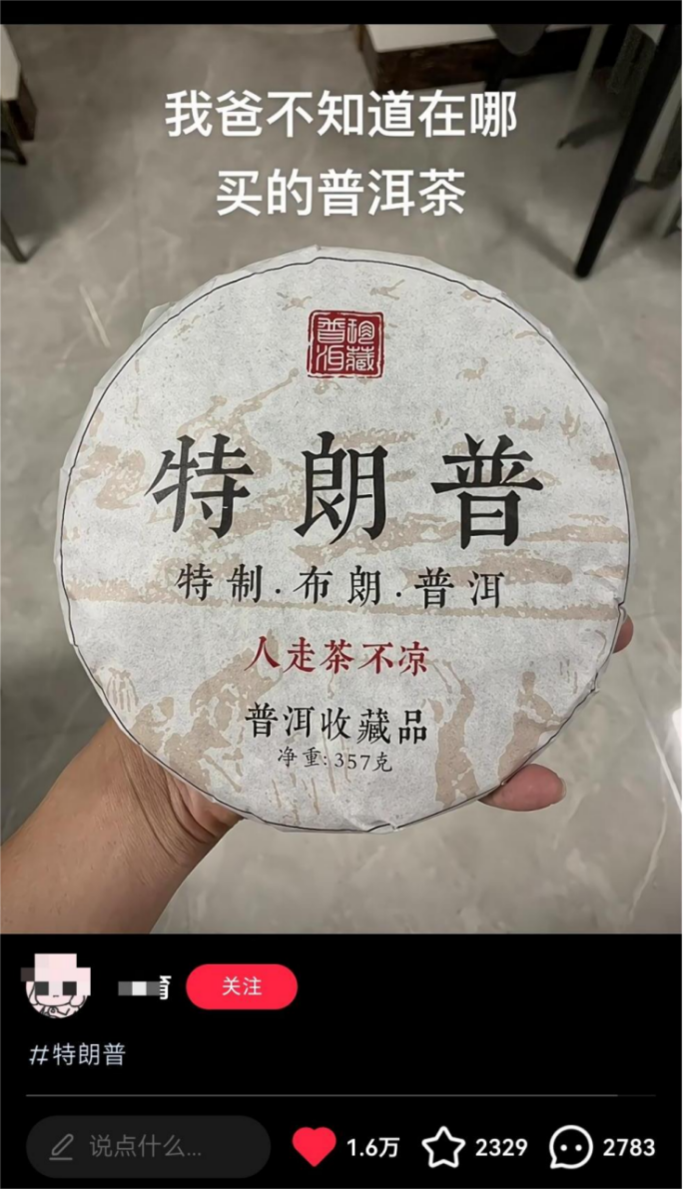 我爸不知道在哪
买的普洱茶
普洱珍藏
特朗普
特制·布朗·普洱
人走茶不凉
普洱收藏品
净重:357克
关注
#特朗普
说点什么...
1.6万
2329
2783